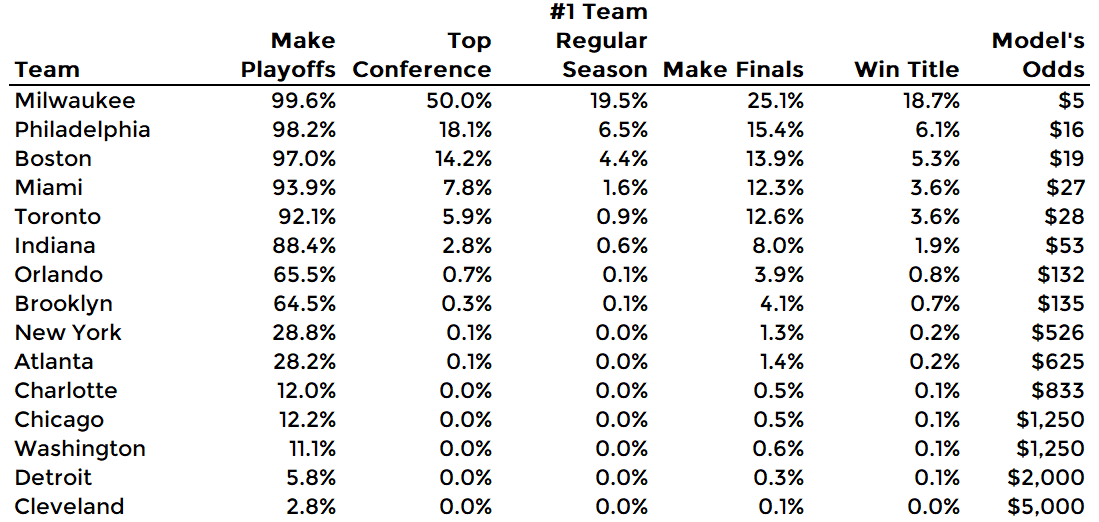 #1 Team
Make Top Regular Model's
Team Playoffs Conference Season Make Finals Win Title Odds
Milwaukee 99.6% 50.0% 19.5% 25.1% 18.7% $5
Philadelphia 98.2% 18.1% 6.5% 15.4% 6.1% $16
Boston 97.0% 14.2% 4.4% 13.9% 5.3% $19
Miami 93.9% 7.8% 1.6% 12.3% 3.6% $27
Toronto 92.1% 5.9% 0.9% 12.6% 3.6% $28
Indiana 88.4% 2.8% 0.6% 8.0% 1.9% $53
Orlando 65.5% 0.7% 0.1% 3.9% 0.8% $132
Brooklyn 64.5% 0.3% 0.1% 4.1% 0.7% $135
New York 28.8% 0.1% 0.0% 1.3% 0.2% $526
Atlanta 28.2% 0.1% 0.0% 1.4% 0.2% $625
Charlotte 12.0% 0.0% 0.0% 0.5% 0.1% $833
Chicago 12.2% 0.0% 0.0% 0.5% 0.1% $1,250
Washington 11.1% 0.0% 0.0% 0.6% 0.1% $1,250
Detroit 5.8% 0.0% 0.0% 0.3% 0.1% $2,000
Cleveland 2.8% 0.0% 0.0% 0.1% 0.0% $5,000